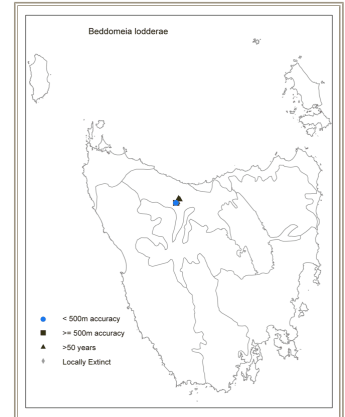 Beddomeia lodderae
< 500m accuracy
>= 500m accuracy
>50 years
Locally Extinct